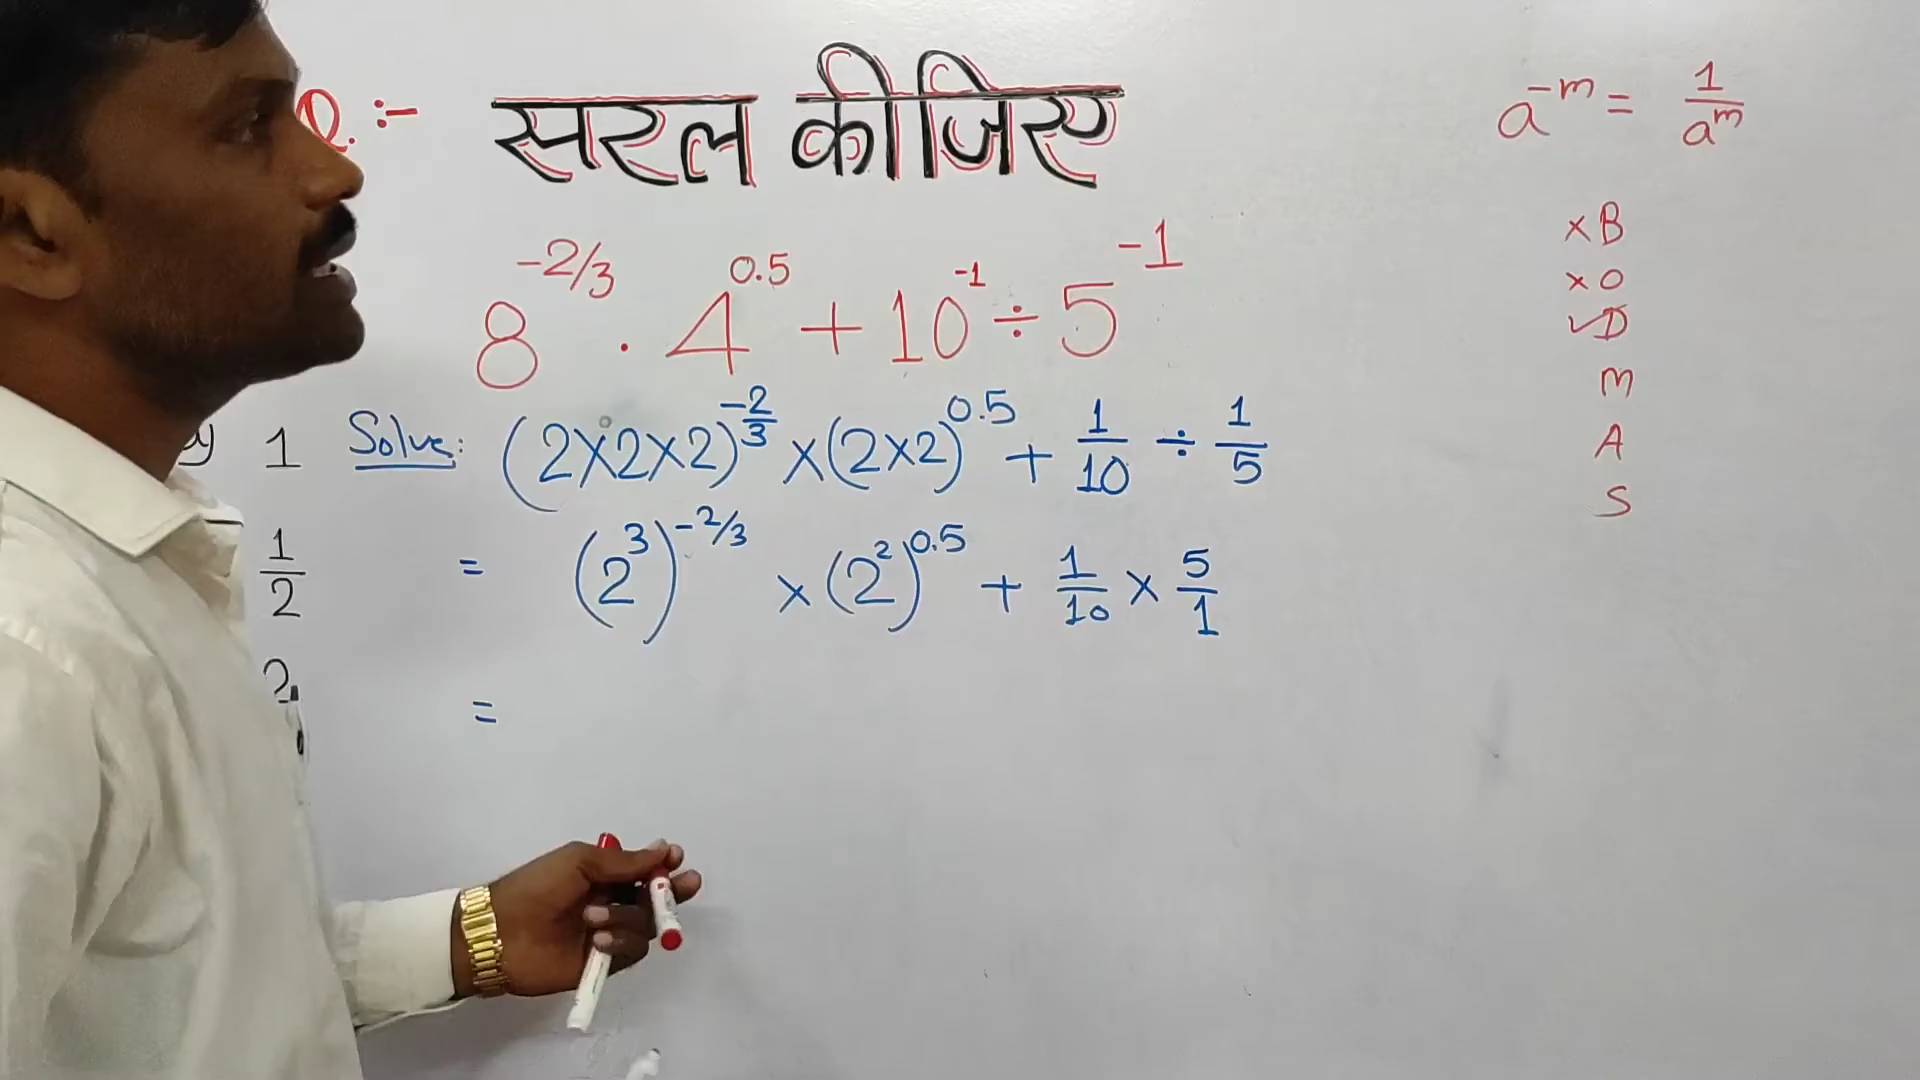 Q. :- सरल कीजिए
8^{-2/3} . 4^{0.5} + 10^{-1} ÷ 5^{-1}
1
Solve: (2×2×2)^{-2/3} × (2×2)^{0.5} + 1/10 ÷ 1/5
1/2
= (2^3)^{-2/3} × (2^2)^{0.5} + 1/10 × 5/1
2
=
a^{-m} = 1/a^m
× B
× O
✓ D
M
A
S